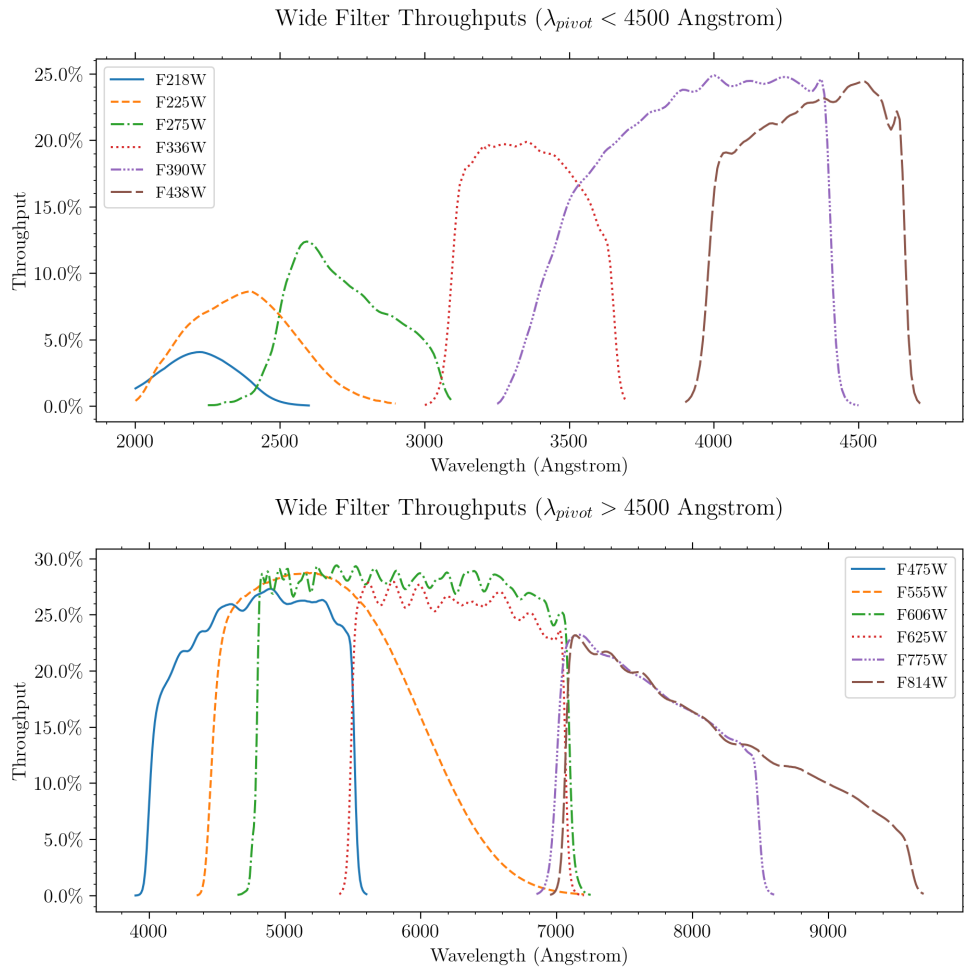 Wide Filter Throughputs (λpivot < 4500 Angstrom)
25.0%
20.0%
15.0%
10.0%
5.0%
0.0%
Throughput
F218W
F225W
F275W
F336W
F390W
F438W
2000 2500 3000 3500 4000 4500
Wavelength (Angstrom)
Wide Filter Throughputs (λpivot > 4500 Angstrom)
30.0%
25.0%
20.0%
15.0%
10.0%
5.0%
0.0%
Throughput
F475W
F555W
F606W
F625W
F775W
F814W
4000 5000 6000 7000 8000 9000
Wavelength (Angstrom)